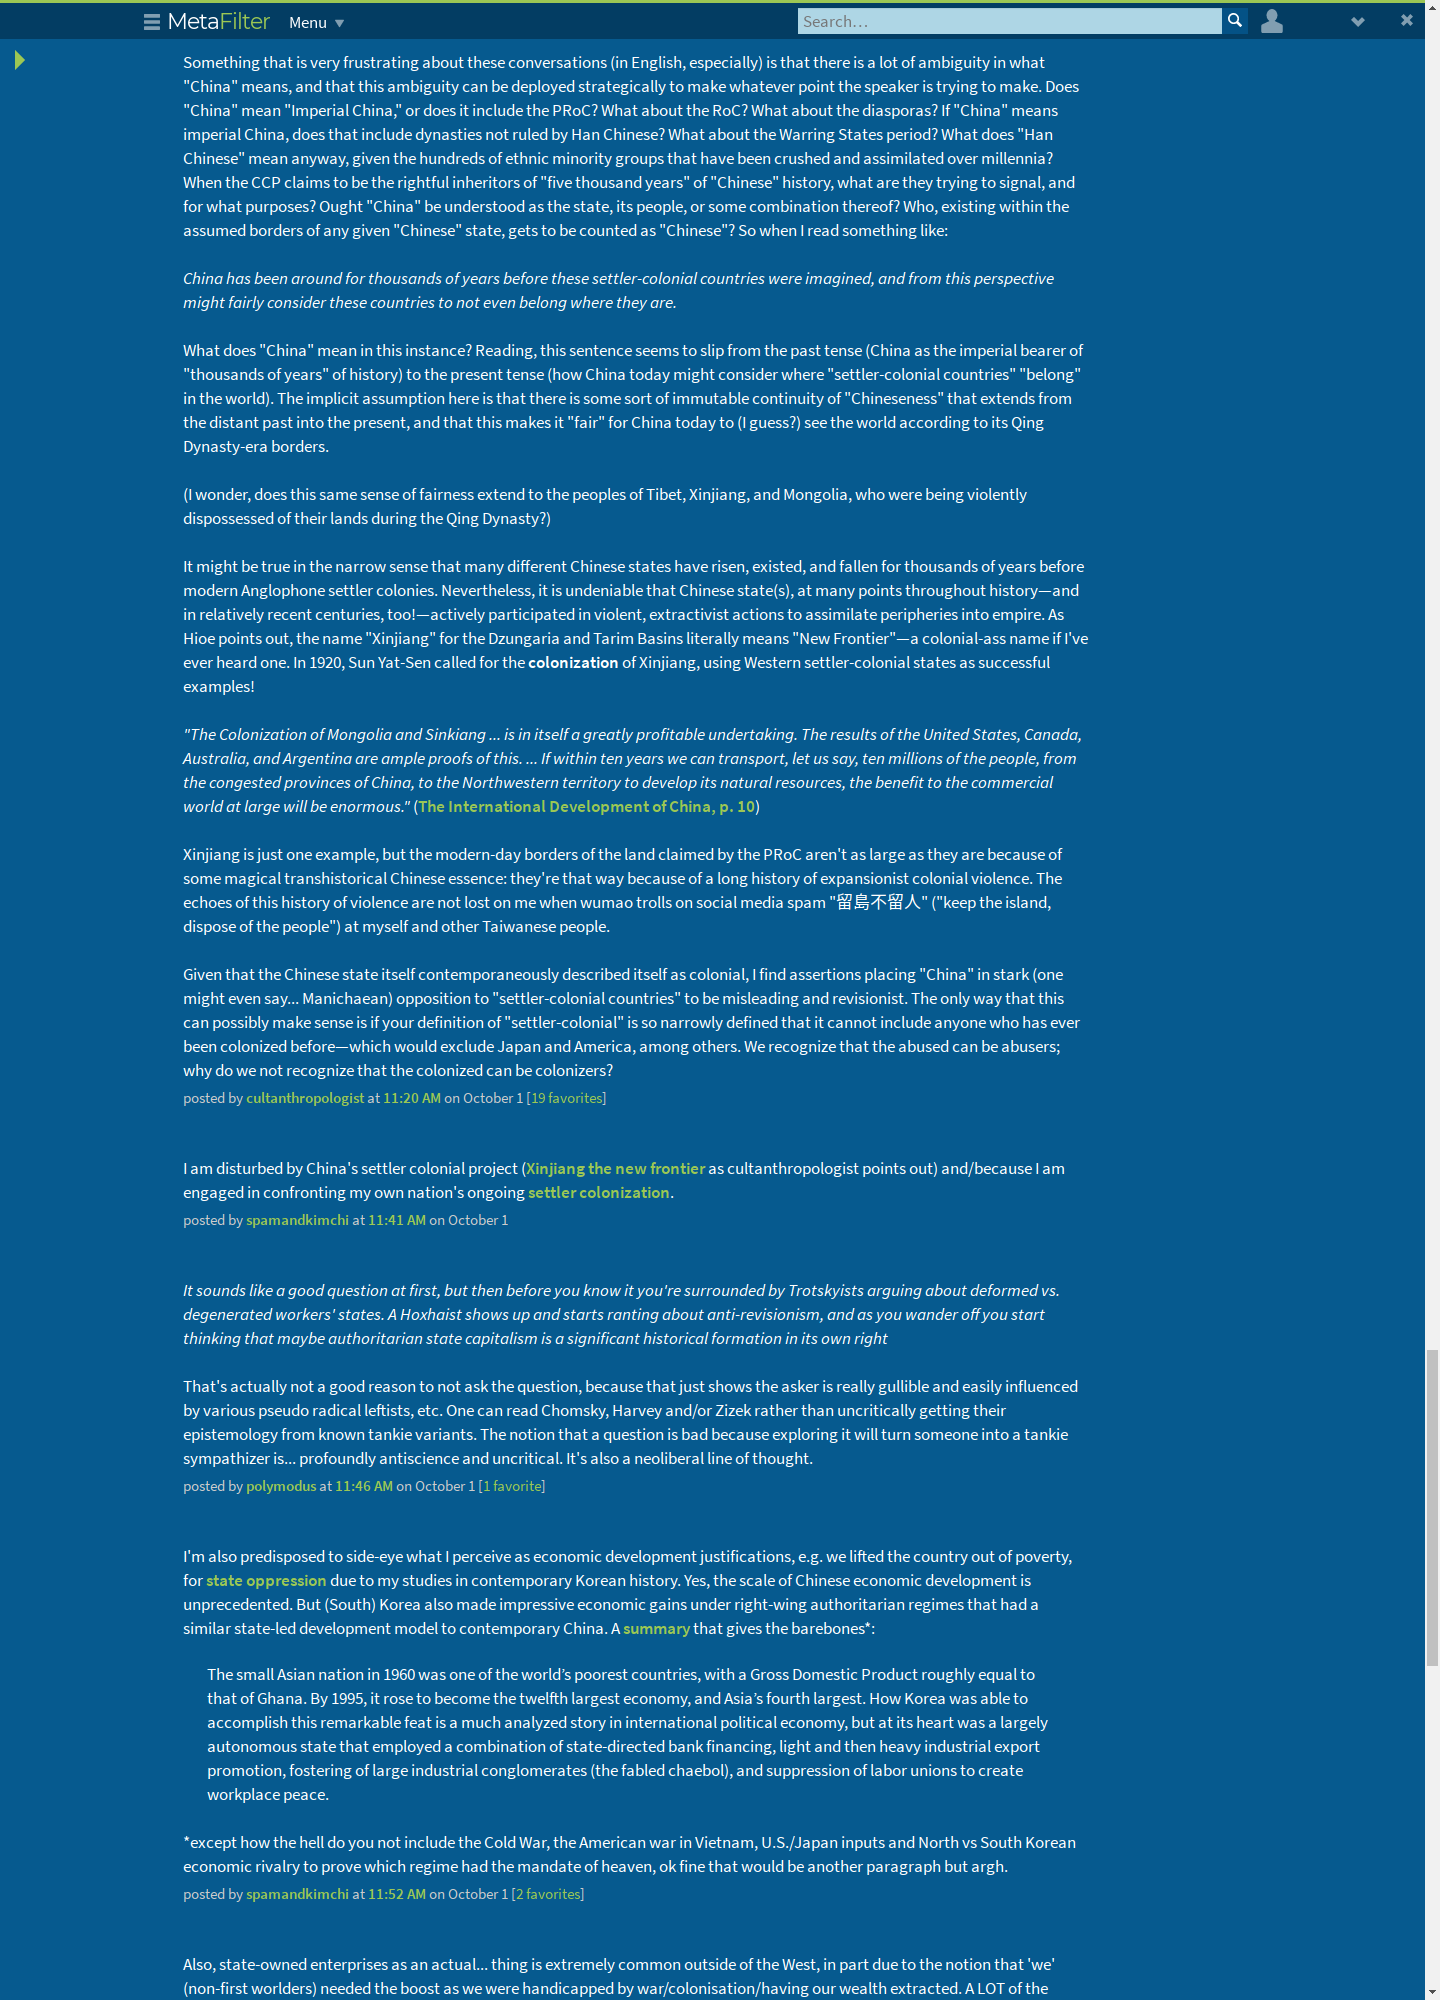 MetaFilter Menu Search…
Something that is very frustrating about these conversations (in English, especially) is that there is a lot of ambiguity in what
"China" means, and that this ambiguity can be deployed strategically to make whatever point the speaker is trying to make. Does
"China" mean "Imperial China," or does it include the PRoC? What about the RoC? What about the diasporas? If "China" means
imperial China, does that include dynasties not ruled by Han Chinese? What about the Warring States period? What does "Han
Chinese" mean anyway, given the hundreds of ethnic minority groups that have been crushed and assimilated over millennia?
When the CCP claims to be the rightful inheritors of "five thousand years" of "Chinese" history, what are they trying to signal, and
for what purposes? Ought "China" be understood as the state, its people, or some combination thereof? Who, existing within the
assumed borders of any given "Chinese" state, gets to be counted as "Chinese"? So when I read something like:
China has been around for thousands of years before these settler-colonial countries were imagined, and from this perspective
might fairly consider these countries to not even belong where they are.
What does "China" mean in this instance? Reading, this sentence seems to slip from the past tense (China as the imperial bearer of
"thousands of years" of history) to the present tense (how China today might consider where "settler-colonial countries" "belong"
in the world). The implicit assumption here is that there is some sort of immutable continuity of "Chineseness" that extends from
the distant past into the present, and that this makes it "fair" for China today to (I guess?) see the world according to its Qing
Dynasty-era borders.
(I wonder, does this same sense of fairness extend to the peoples of Tibet, Xinjiang, and Mongolia, who were being violently
dispossessed of their lands during the Qing Dynasty?)
It might be true in the narrow sense that many different Chinese states have risen, existed, and fallen for thousands of years before
modern Anglophone settler colonies. Nevertheless, it is undeniable that Chinese state(s), at many points throughout history—and
in relatively recent centuries, too!—actively participated in violent, extractivist actions to assimilate peripheries into empire. As
Hioe points out, the name "Xinjiang" for the Dzungaria and Tarim Basins literally means "New Frontier"—a colonial-ass name if I've
ever heard one. In 1920, Sun Yat-Sen called for the colonization of Xinjiang, using Western settler-colonial states as successful
examples!
"The Colonization of Mongolia and Sinkiang ... is in itself a greatly profitable undertaking. The results of the United States, Canada,
Australia, and Argentina are ample proofs of this. ... If within ten years we can transport, let us say, ten millions of the people, from
the congested provinces of China, to the Northwestern territory to develop its natural resources, the benefit to the commercial
world at large will be enormous." (The International Development of China, p. 10)
Xinjiang is just one example, but the modern-day borders of the land claimed by the PRoC aren't as large as they are because of
some magical transhistorical Chinese essence: they're that way because of a long history of expansionist colonial violence. The
echoes of this history of violence are not lost on me when wumao trolls on social media spam "留島不留人" ("keep the island,
dispose of the people") at myself and other Taiwanese people.
Given that the Chinese state itself contemporaneously described itself as colonial, I find assertions placing "China" in stark (one
might even say... Manichaean) opposition to "settler-colonial countries" to be misleading and revisionist. The only way that this
can possibly make sense is if your definition of "settler-colonial" is so narrowly defined that it cannot include anyone who has ever
been colonized before—which would exclude Japan and America, among others. We recognize that the abused can be abusers;
why do we not recognize that the colonized can be colonizers?
posted by cultanthropologist at 11:20 AM on October 1 [19 favorites]
I am disturbed by China's settler colonial project (Xinjiang the new frontier as cultanthropologist points out) and/because I am
engaged in confronting my own nation's ongoing settler colonization.
posted by spamandkimchi at 11:41 AM on October 1
It sounds like a good question at first, but then before you know it you're surrounded by Trotskyists arguing about deformed vs.
degenerated workers' states. A Hoxhaist shows up and starts ranting about anti-revisionism, and as you wander off you start
thinking that maybe authoritarian state capitalism is a significant historical formation in its own right
That's actually not a good reason to not ask the question, because that just shows the asker is really gullible and easily influenced
by various pseudo radical leftists, etc. One can read Chomsky, Harvey and/or Zizek rather than uncritically getting their
epistemology from known tankie variants. The notion that a question is bad because exploring it will turn someone into a tankie
sympathizer is... profoundly antiscience and uncritical. It's also a neoliberal line of thought.
posted by polymodus at 11:46 AM on October 1 [1 favorite]
I'm also predisposed to side-eye what I perceive as economic development justifications, e.g. we lifted the country out of poverty,
for state oppression due to my studies in contemporary Korean history. Yes, the scale of Chinese economic development is
unprecedented. But (South) Korea also made impressive economic gains under right-wing authoritarian regimes that had a
similar state-led development model to contemporary China. A summary that gives the barebones*:
The small Asian nation in 1960 was one of the world’s poorest countries, with a Gross Domestic Product roughly equal to
that of Ghana. By 1995, it rose to become the twelfth largest economy, and Asia’s fourth largest. How Korea was able to
accomplish this remarkable feat is a much analyzed story in international political economy, but at its heart was a largely
autonomous state that employed a combination of state-directed bank financing, light and then heavy industrial export
promotion, fostering of large industrial conglomerates (the fabled chaebol), and suppression of labor unions to create
workplace peace.
*except how the hell do you not include the Cold War, the American war in Vietnam, U.S./Japan inputs and North vs South Korean
economic rivalry to prove which regime had the mandate of heaven, ok fine that would be another paragraph but argh.
posted by spamandkimchi at 11:52 AM on October 1 [2 favorites]
Also, state-owned enterprises as an actual... thing is extremely common outside of the West, in part due to the notion that 'we'
(non-first worlders) needed the boost as we were handicapped by war/colonisation/having our wealth extracted. A LOT of the